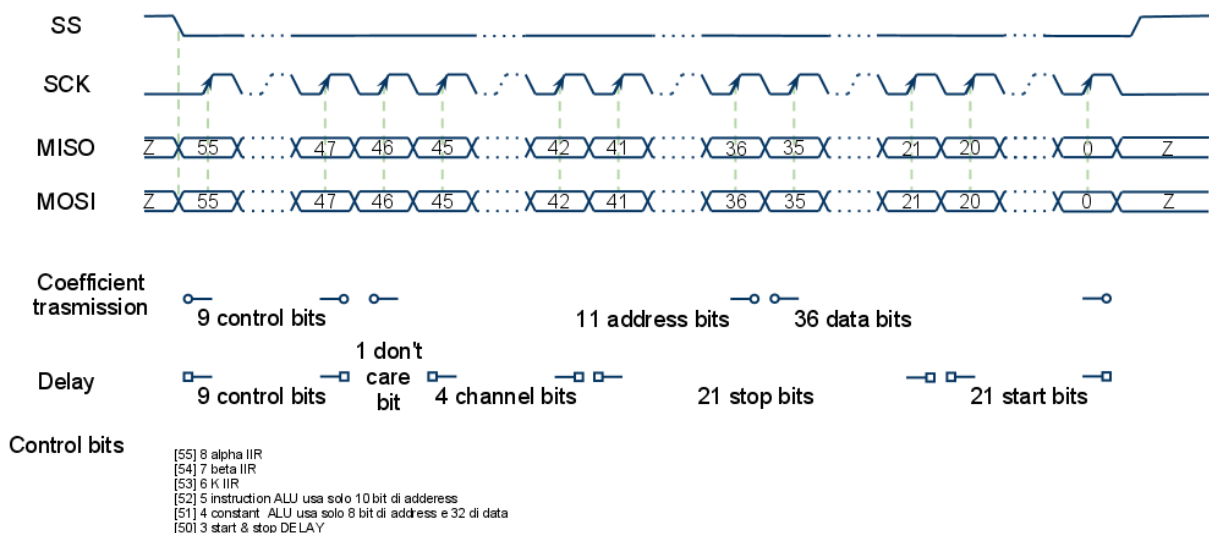 SS
SCK
MISO Z 55 47 46 45 42 41 36 35 21 20 0 Z
MOSI Z 55 47 46 45 42 41 36 35 21 20 0 Z
Coefficient
trasmission
9 control bits
11 address bits
36 data bits
Delay
9 control bits
1 don't
care
bit
4 channel bits
21 stop bits
21 start bits
Control bits
[55] 8 alpha IIR
[54] 7 beta IIR
[53] 6 K IIR
[52] 5 instruction ALU usa solo 10 bit di adderess
[51] 4 constant ALU usa solo 8 bit di address e 32 di data
[50] 3 start & stop DELAY